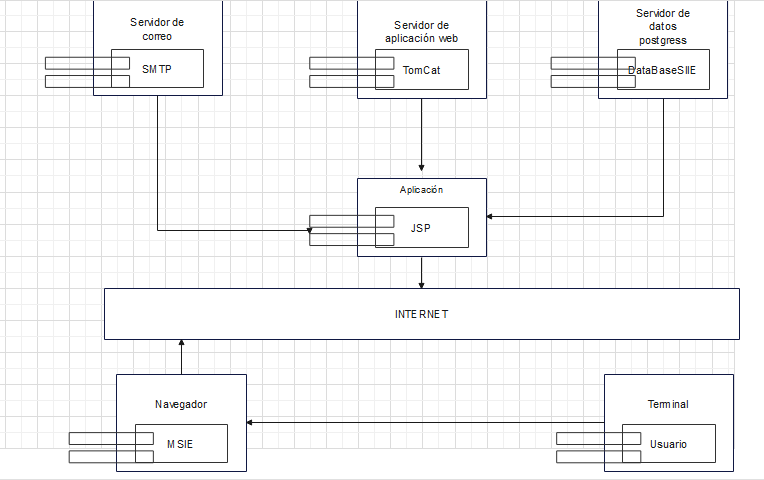 Servidor de
correo
SMTP
Servidor de
aplicación web
TomCat
Servidor de
datos
postgress
DataBaseSIIE
Aplicación
JSP
INTERNET
Navegador
MSIE
Terminal
Usuario